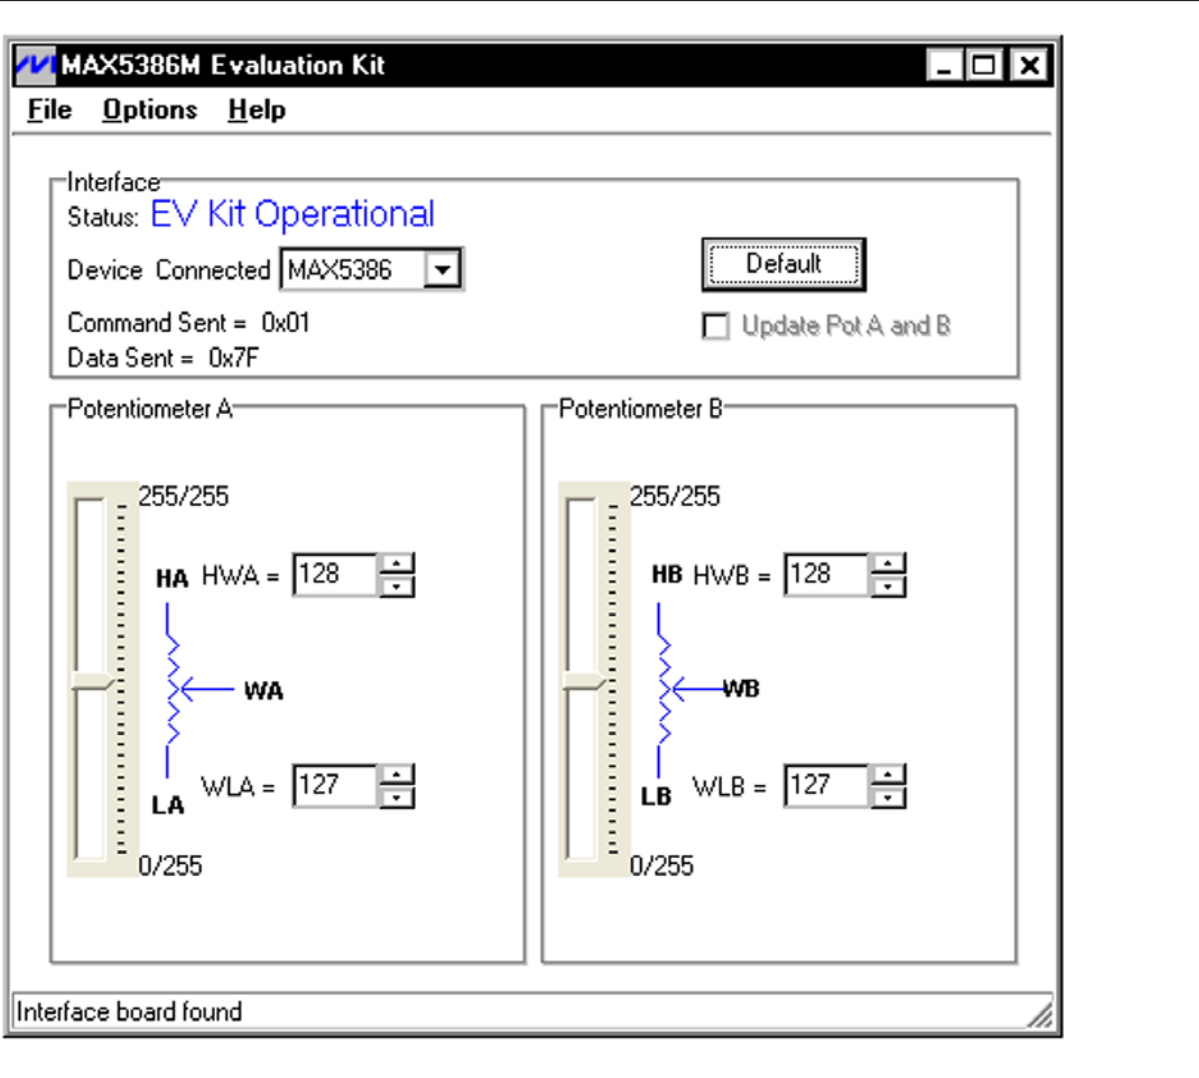 MAX5386M Evaluation Kit
File Options Help
Interface
Status: EV Kit Operational
Device Connected MAX5386
Default
Command Sent = 0x01
Update Pot A and B
Data Sent = 0x7F
Potentiometer A
255/255
HA HWA = 128
WA
WLA = 127
LA
0/255
Potentiometer B
255/255
HB HWB = 128
WB
WLB = 127
LB
0/255
Interface board found